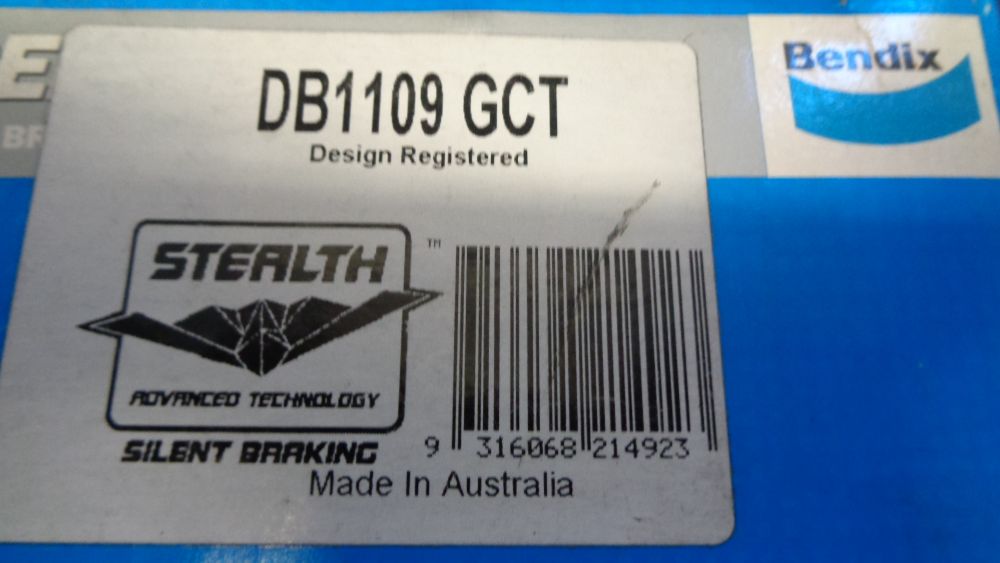 Bendix
DB1109 GCT
Design Registered
STEALTH
TM
ADVANCED TECHNOLOGY
SILENT BRAKING
9 316068 214923
Made In Australia